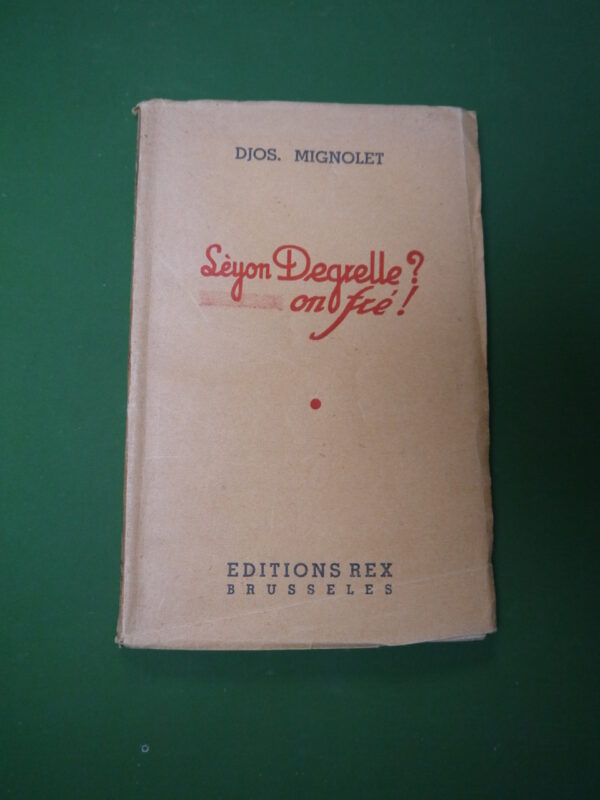 DJOS. MIGNOLET
Lèyon Degrelle?
on fré!
EDITIONS REX
BRUSSELES